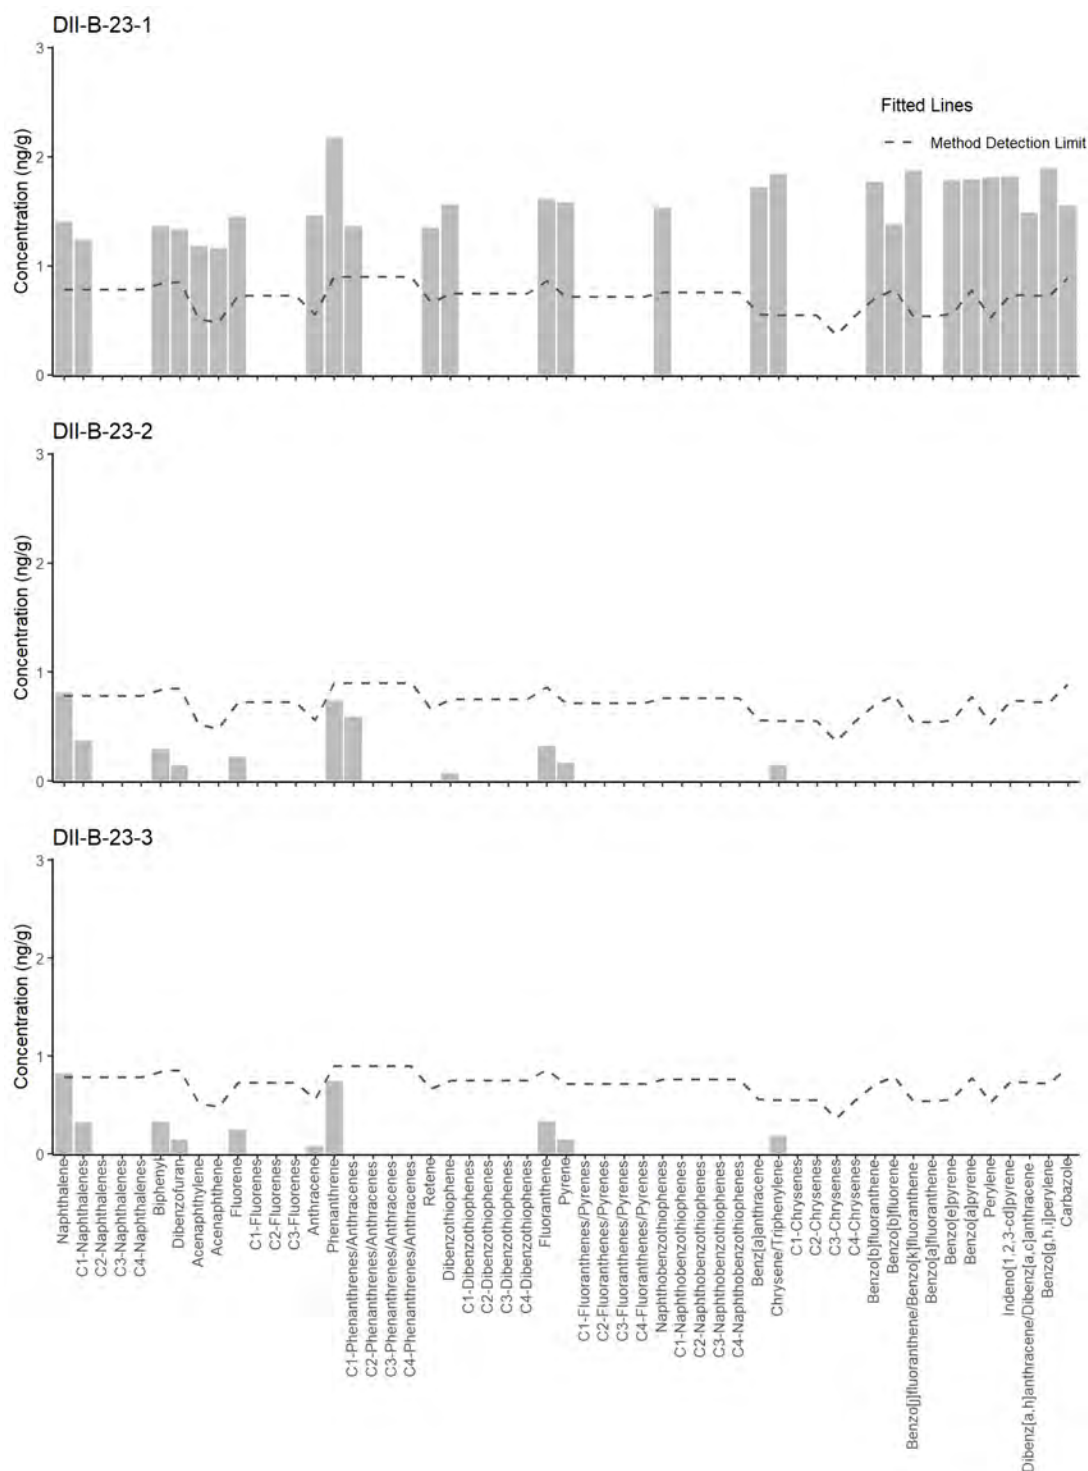 DII-B-23-1
3
2
1
0
Concentration (ng/g)
Fitted Lines
Method Detection Limit
DII-B-23-2
3
2
1
0
Concentration (ng/g)
DII-B-23-3
3
2
1
0
Concentration (ng/g)
Naphthalene
C1-Naphthalenes
C2-Naphthalenes
C3-Naphthalenes
C4-Naphthalenes
Biphenyl
Dibenzofuran
Acenaphthylene
Acenaphthene
Fluorene
C1-Fluorenes
C2-Fluorenes
C3-Fluorenes
Anthracene
Phenanthrene
C1-Phenanthrenes/Anthracenes
C2-Phenanthrenes/Anthracenes
C3-Phenanthrenes/Anthracenes
C4-Phenanthrenes/Anthracenes
Retene
Dibenzothiophene
C1-Dibenzothiophenes
C2-Dibenzothiophenes
C3-Dibenzothiophenes
C4-Dibenzothiophenes
Fluoranthene
Pyrene
C1-Fluoranthenes/Pyrenes
C2-Fluoranthenes/Pyrenes
C3-Fluoranthenes/Pyrenes
C4-Fluoranthenes/Pyrenes
Naphthobenzothiophenes
C1-Naphthobenzothiophenes
C2-Naphthobenzothiophenes
C3-Naphthobenzothiophenes
C4-Naphthobenzothiophenes
Benz[a]anthracene
Chrysene/Triphenylene
C1-Chrysenes
C2-Chrysenes
C3-Chrysenes
C4-Chrysenes
Benzo[b]fluoranthene
Benzo[b]fluorene
Benzo[j]fluoranthene/Benzo[k]fluoranthene
Benzo[a]fluoranthene
Benzo[e]pyrene
Benzo[a]pyrene
Perylene
Indeno[1,2,3-cd]pyrene
Dibenz[a,h]anthracene/Dibenz[a,c]anthracene
Benzo[g,h,i]perylene
Carbazole